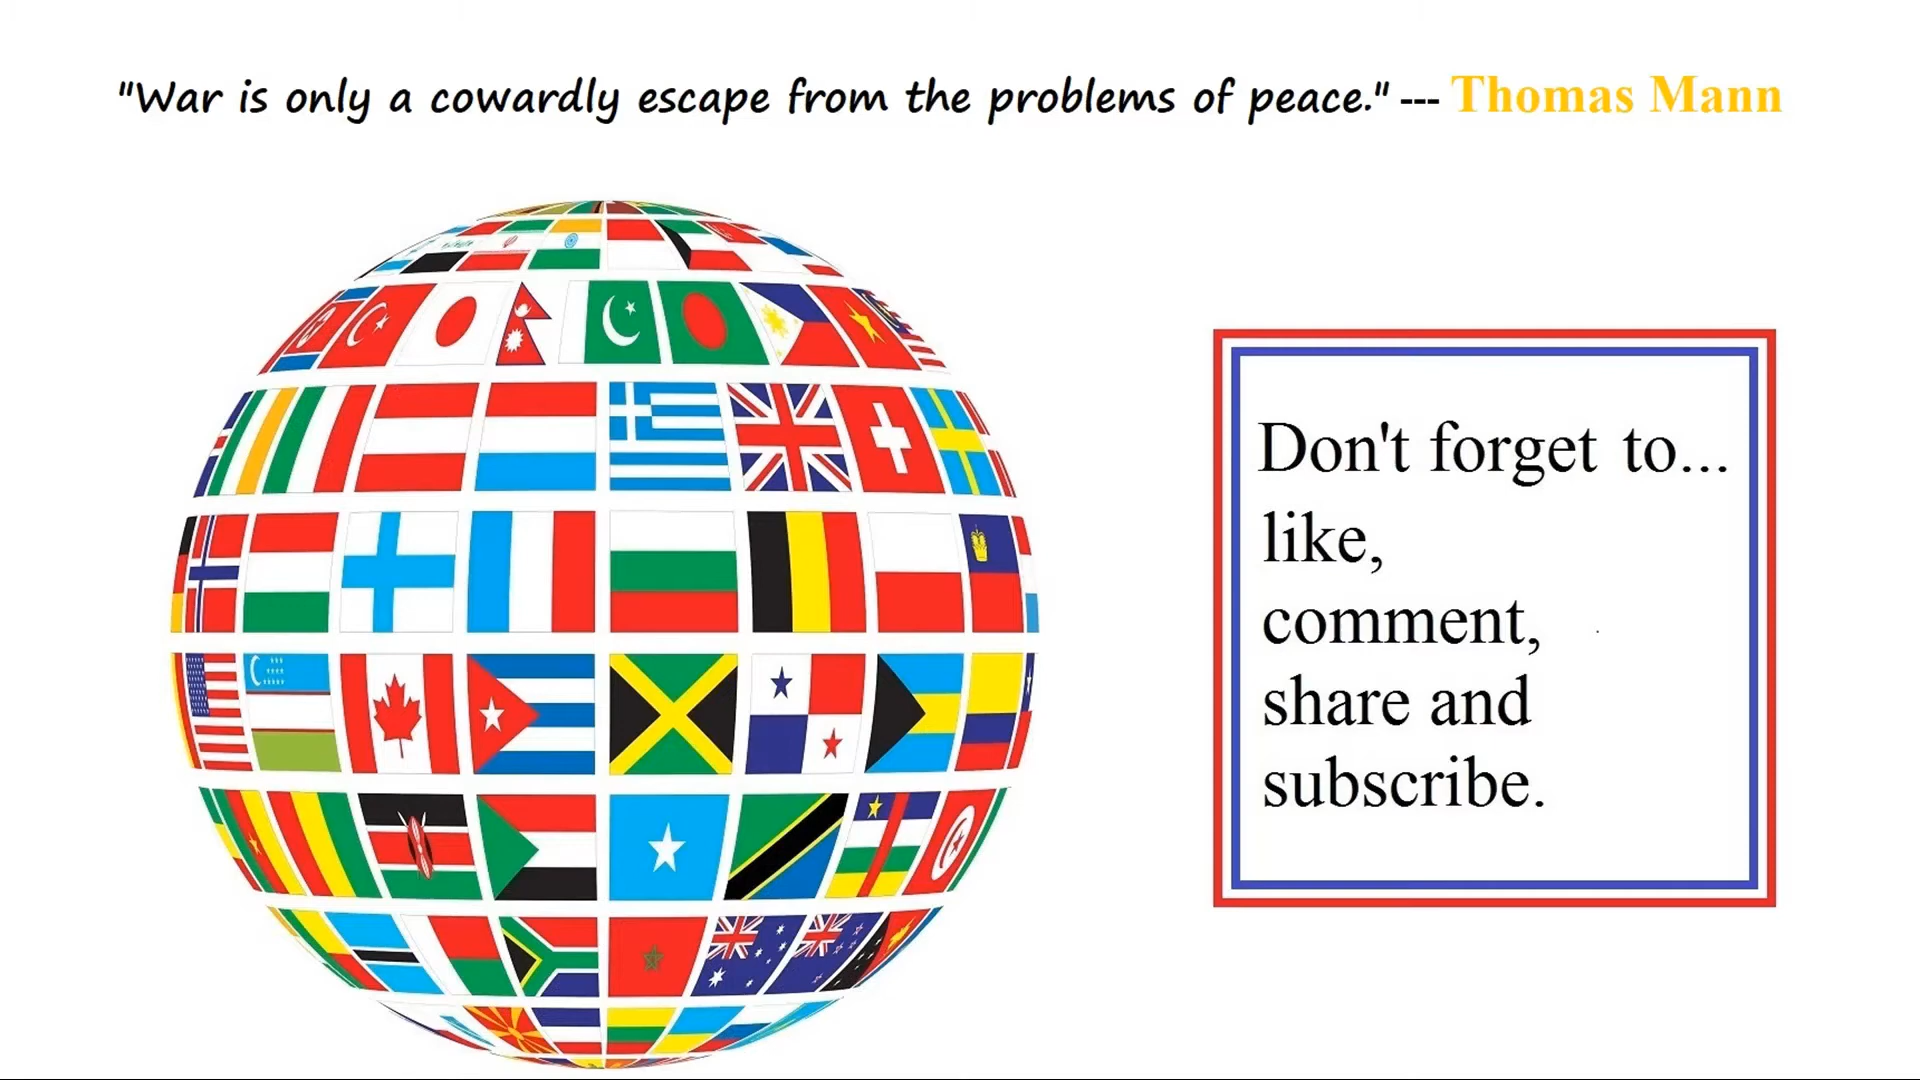 "War is only a cowardly escape from the problems of peace." --- Thomas Mann
Don't forget to...
like,
comment,
share and
subscribe.